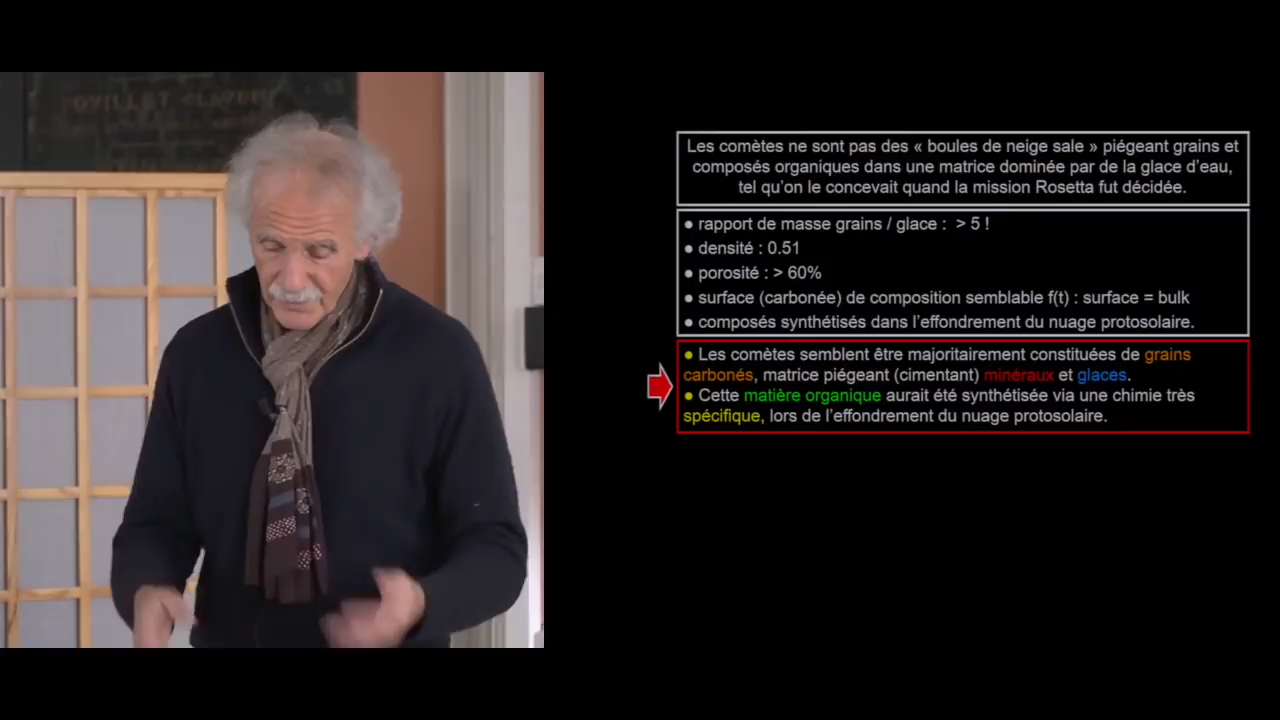 POUILLET CLAUDE
Les comètes ne sont pas des « boules de neige sale » piégeant grains et
composés organiques dans une matrice dominée par de la glace d'eau,
tel qu'on le concevait quand la mission Rosetta fut décidée.
● rapport de masse grains / glace : > 5 !
● densité : 0.51
● porosité : > 60%
● surface (carbonée) de composition semblable f(t) : surface = bulk
● composés synthétisés dans l'effondrement du nuage protosolaire.
● Les comètes semblent être majoritairement constituées de grains
carbonés, matrice piégeant (cimentant) minéraux et glaces.
● Cette matière organique aurait été synthétisée via une chimie très
spécifique, lors de l'effondrement du nuage protosolaire.